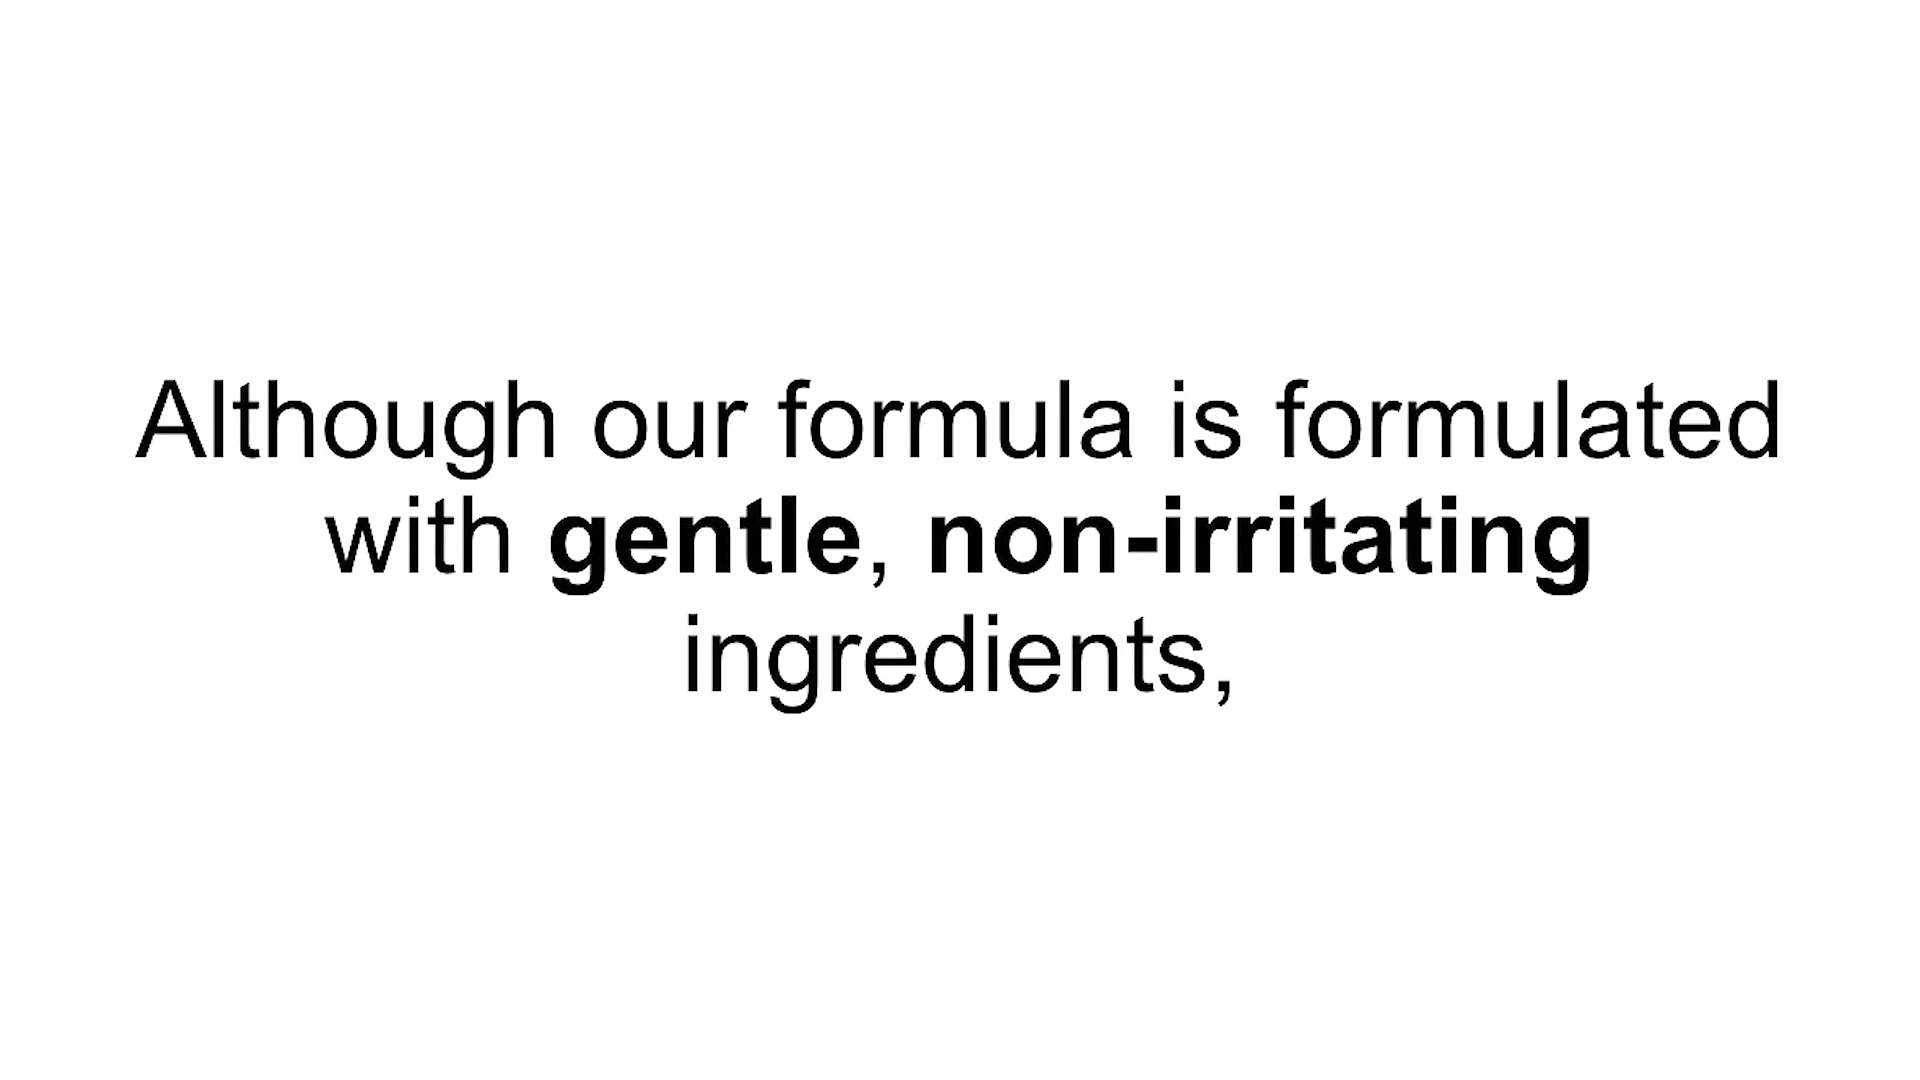 Although our formula is formulated
with gentle, non-irritating
ingredients,